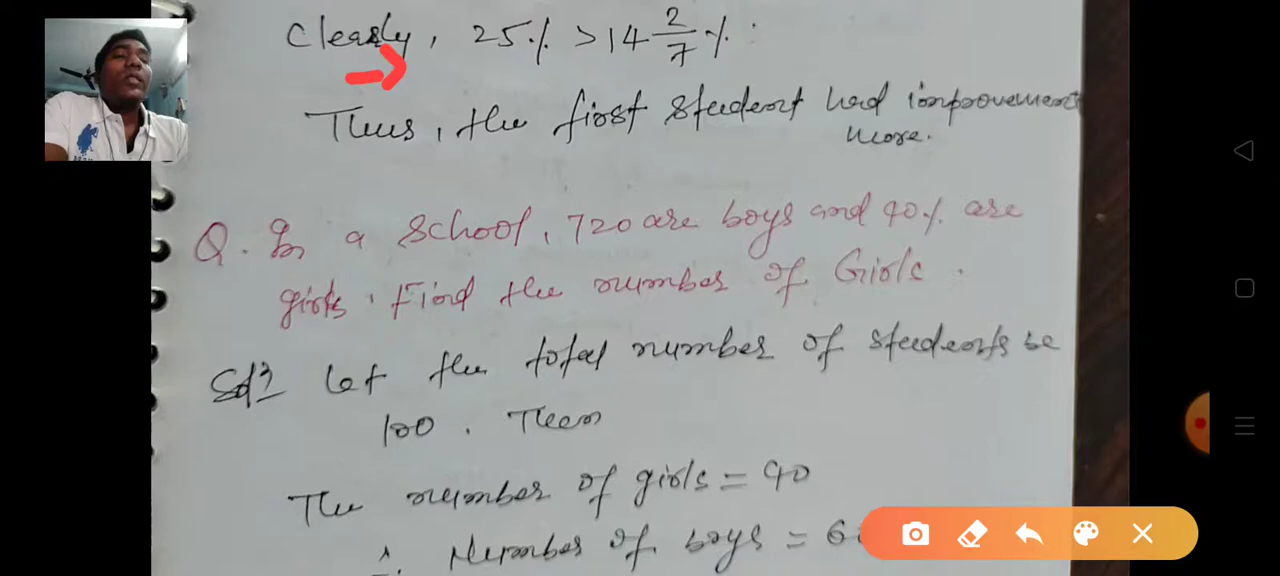 Clearly, 25% > 14 2/7 %.
Thus, the first student had improvement
more.
Q. In a School, 720 are boys and 40% are
girls. Find the number of Girls.
Sol? Let the total number of students be
100. Then
The number of girls = 40
∴ Number of boys =